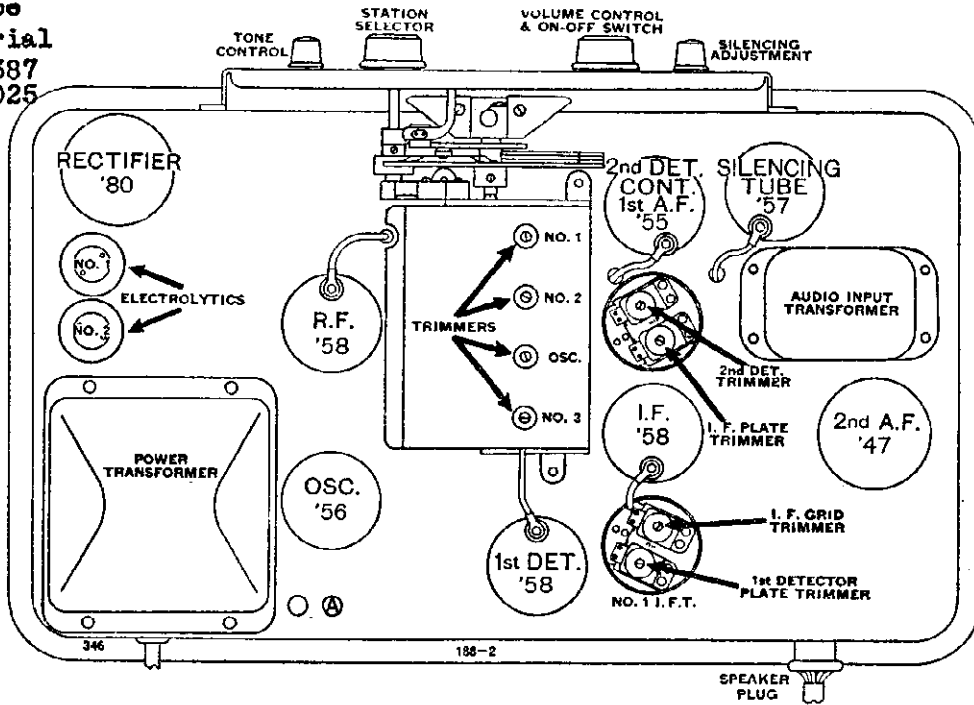 rial
387
025
TONE
CONTROL
STATION
SELECTOR
VOLUME CONTROL
& ON-OFF SWITCH
SILENCING
ADJUSTMENT
RECTIFIER
'80
2nd DET.
CONT.
1st A.F.
'55
SILENCING
TUBE
'57
NO. 1
NO. 2
ELECTROLYTICS
R.F.
'58
TRIMMERS
NO. 1
NO. 2
OSC.
NO. 3
AUDIO INPUT
TRANSFORMER
2nd DET.
TRIMMER
I. F. PLATE
TRIMMER
I.F.
'58
2nd A.F.
'47
POWER
TRANSFORMER
OSC.
'56
1st DET.
'58
I. F. GRID
TRIMMER
1st DETECTOR
PLATE TRIMMER
NO. 1 I.F.T.
A
346
188-2
SPEAKER
PLUG